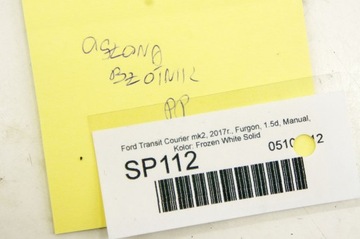 OSŁONA
BŁOTNIK
PP
Ford Transit Courier mk2, 2017r., Furgon, 1.5d, Manual,
Kolor: Frozen White Solid
SP112